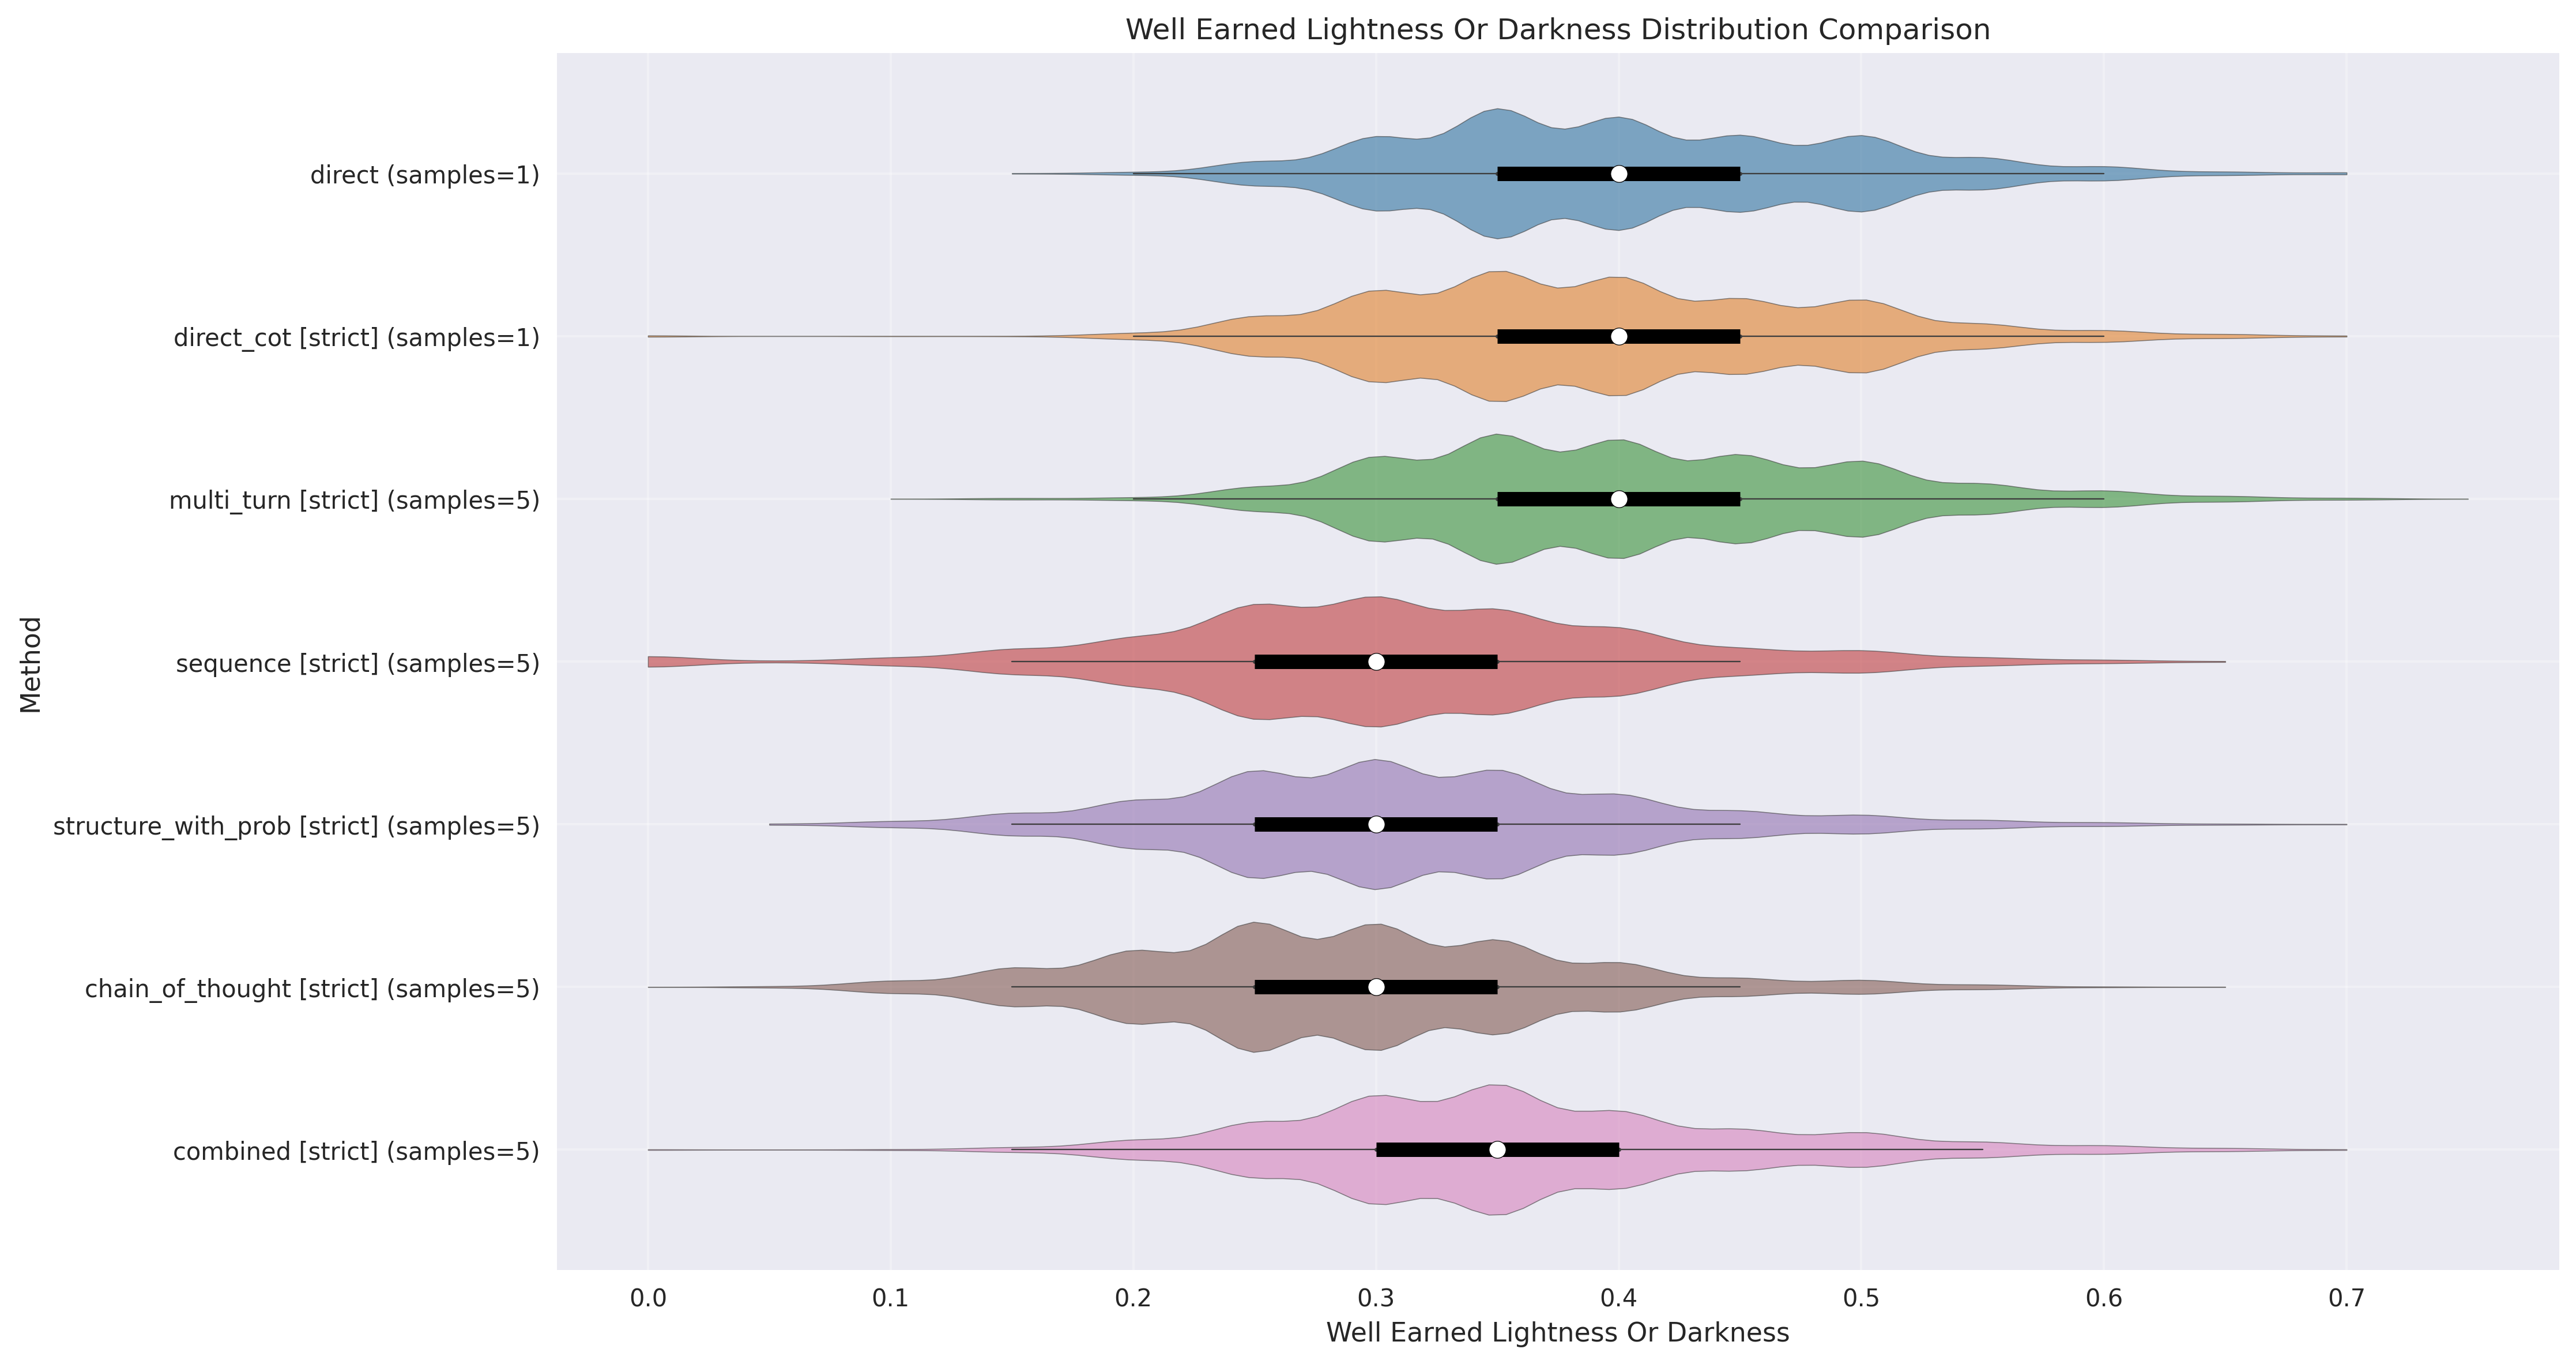 Well Earned Lightness Or Darkness Distribution Comparison
Method
direct (samples=1)
direct_cot [strict] (samples=1)
multi_turn [strict] (samples=5)
sequence [strict] (samples=5)
structure_with_prob [strict] (samples=5)
chain_of_thought [strict] (samples=5)
combined [strict] (samples=5)
0.0 0.1 0.2 0.3 0.4 0.5 0.6 0.7
Well Earned Lightness Or Darkness